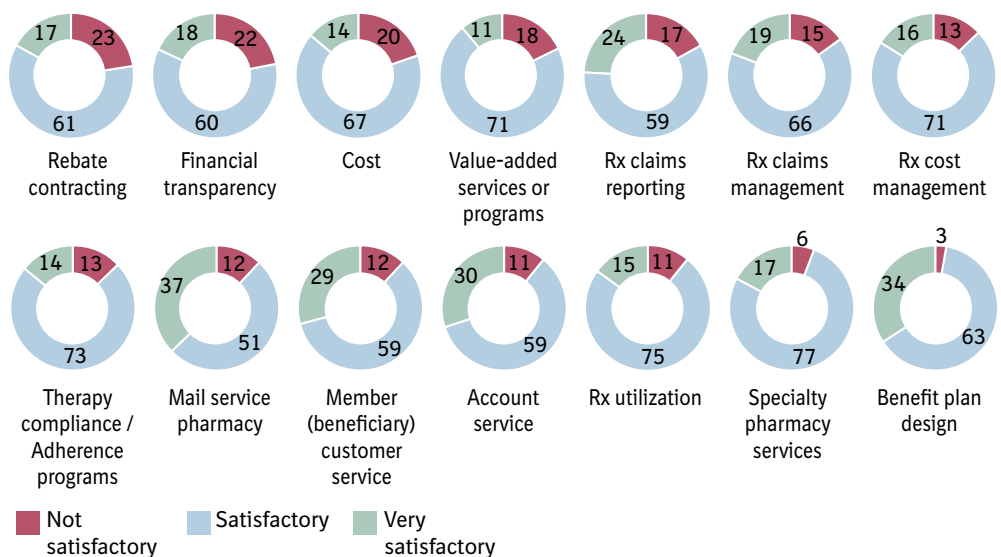 17 23
61
Rebate
contracting
18 22
60
Financial
transparency
14 20
67
Cost
11 18
71
Value-added
services or
programs
24 17
59
Rx claims
reporting
19 15
66
Rx claims
management
16 13
71
Rx cost
management
14 13
73
Therapy
compliance /
Adherence
programs
12
37
51
Mail service
pharmacy
29 12
59
Member
(beneficiary)
customer
service
30 11
59
Account
service
15 11
75
Rx utilization
6
17
77
Specialty
pharmacy
services
3
34
63
Benefit plan
design
Not
satisfactory
Satisfactory
Very
satisfactory